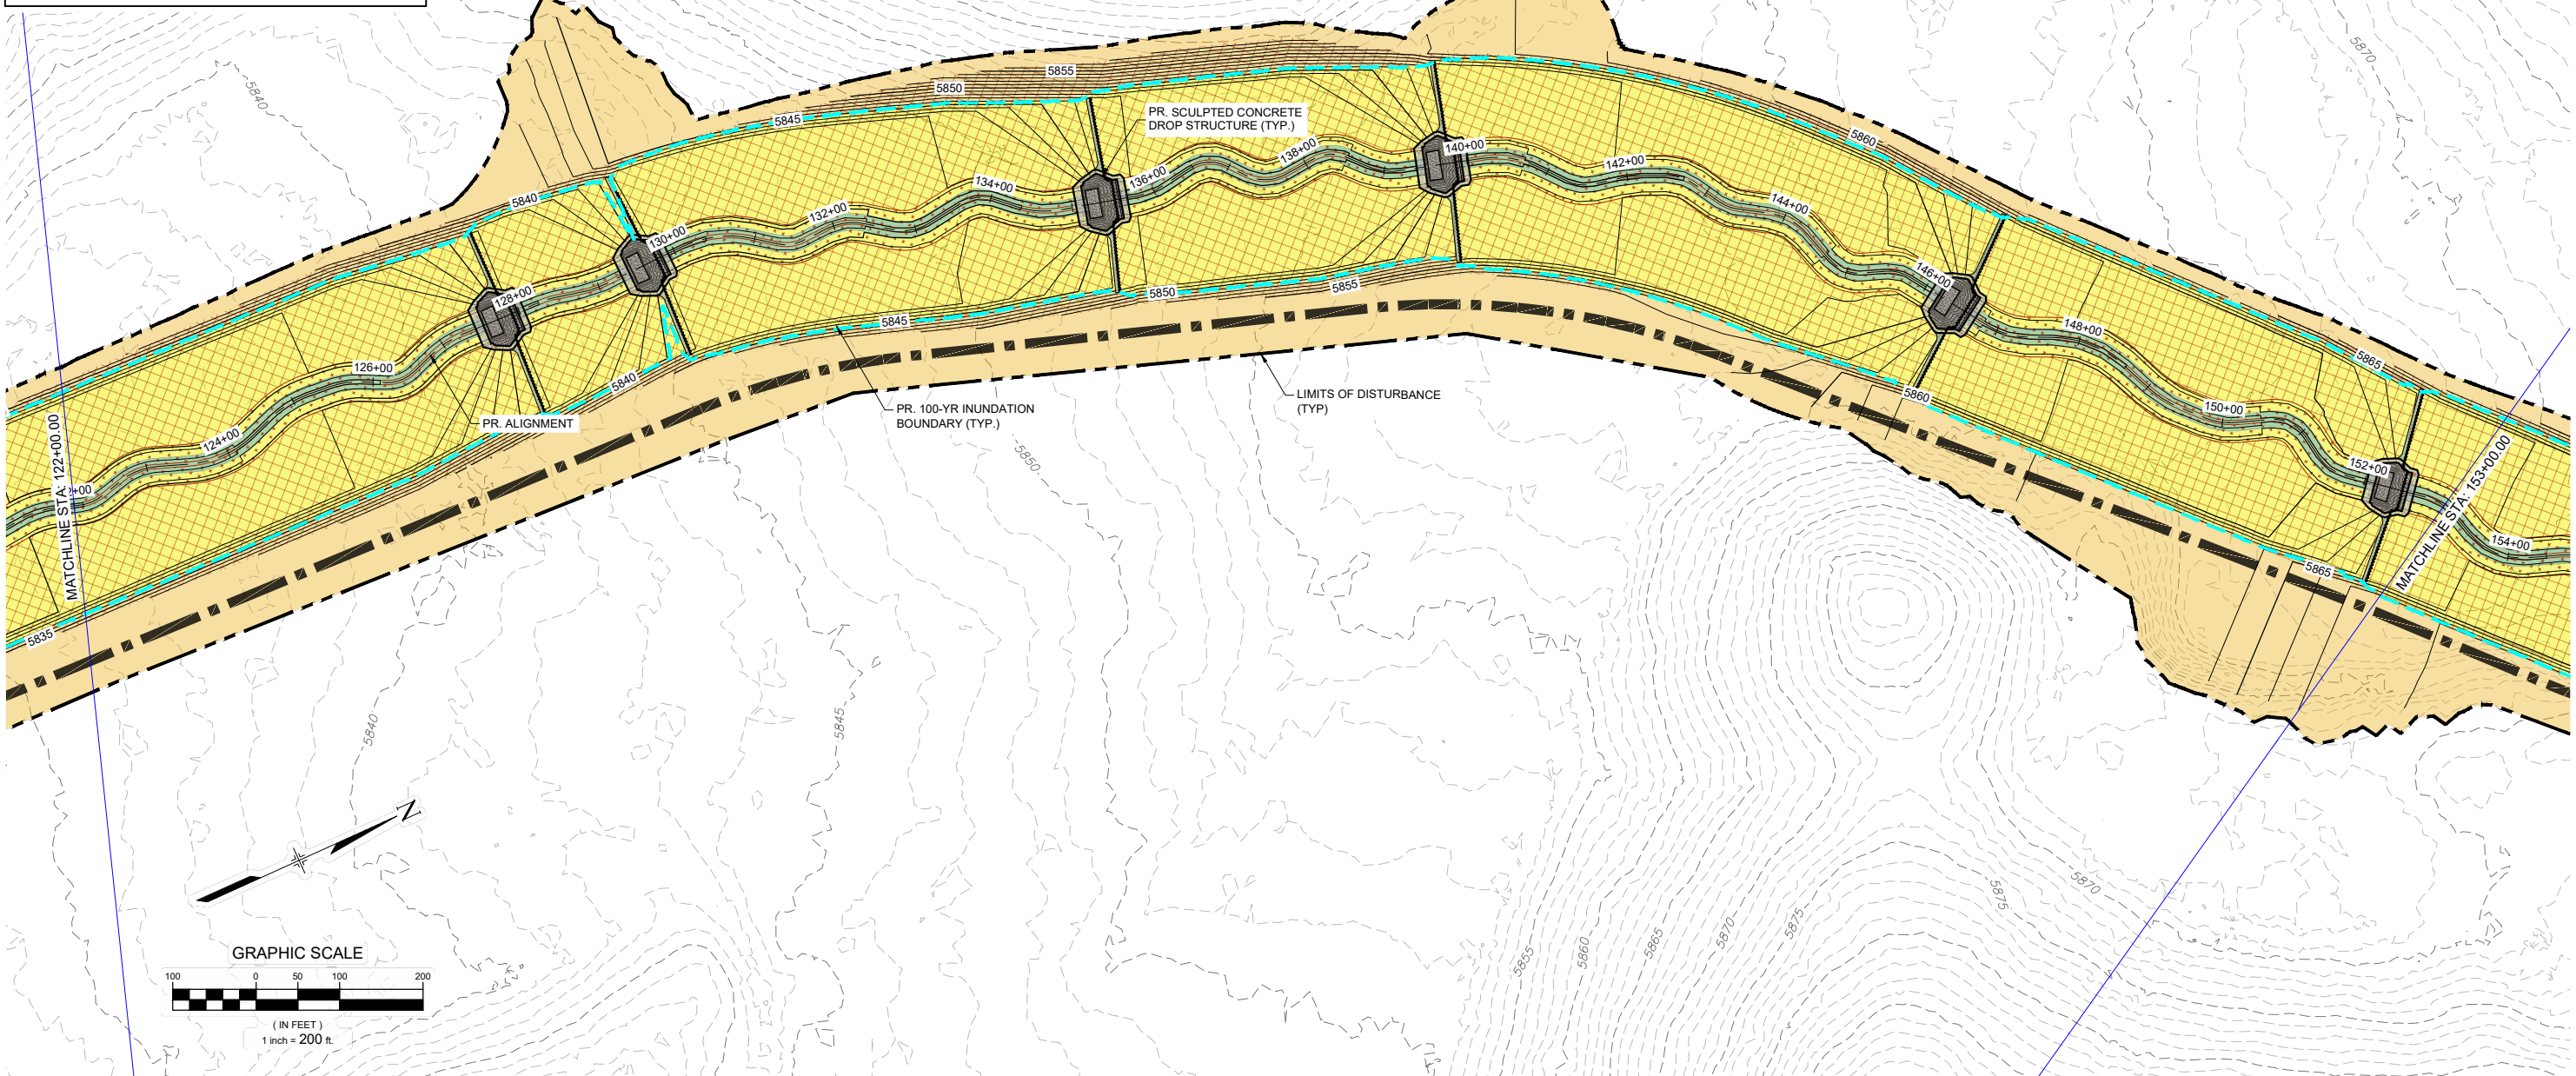 5870
5840
5855
5850
5845
PR. SCULPTED CONCRETE
DROP STRUCTURE (TYP.)
5860
140+00
138+00
142+00
136+00
134+00
144+00
5840
132+00
130+00
146+00
128+00
5850
5855
5845
148+00
5865
126+00
5840
5860
LIMITS OF DISTURBANCE
(TYP)
PR. 100-YR INUNDATION
BOUNDARY (TYP.)
PR. ALIGNMENT
150+00
124+00
5850
152+00
MATCHLINE STA: 122+00.00
MATCHLINE STA: 153+00.00
154+00
5865
5835
5840
5845
N
5875
5870
5855
5860
5865
5870
5875
GRAPHIC SCALE
100 0 50 100 200
( IN FEET )
1 inch = 200 ft.